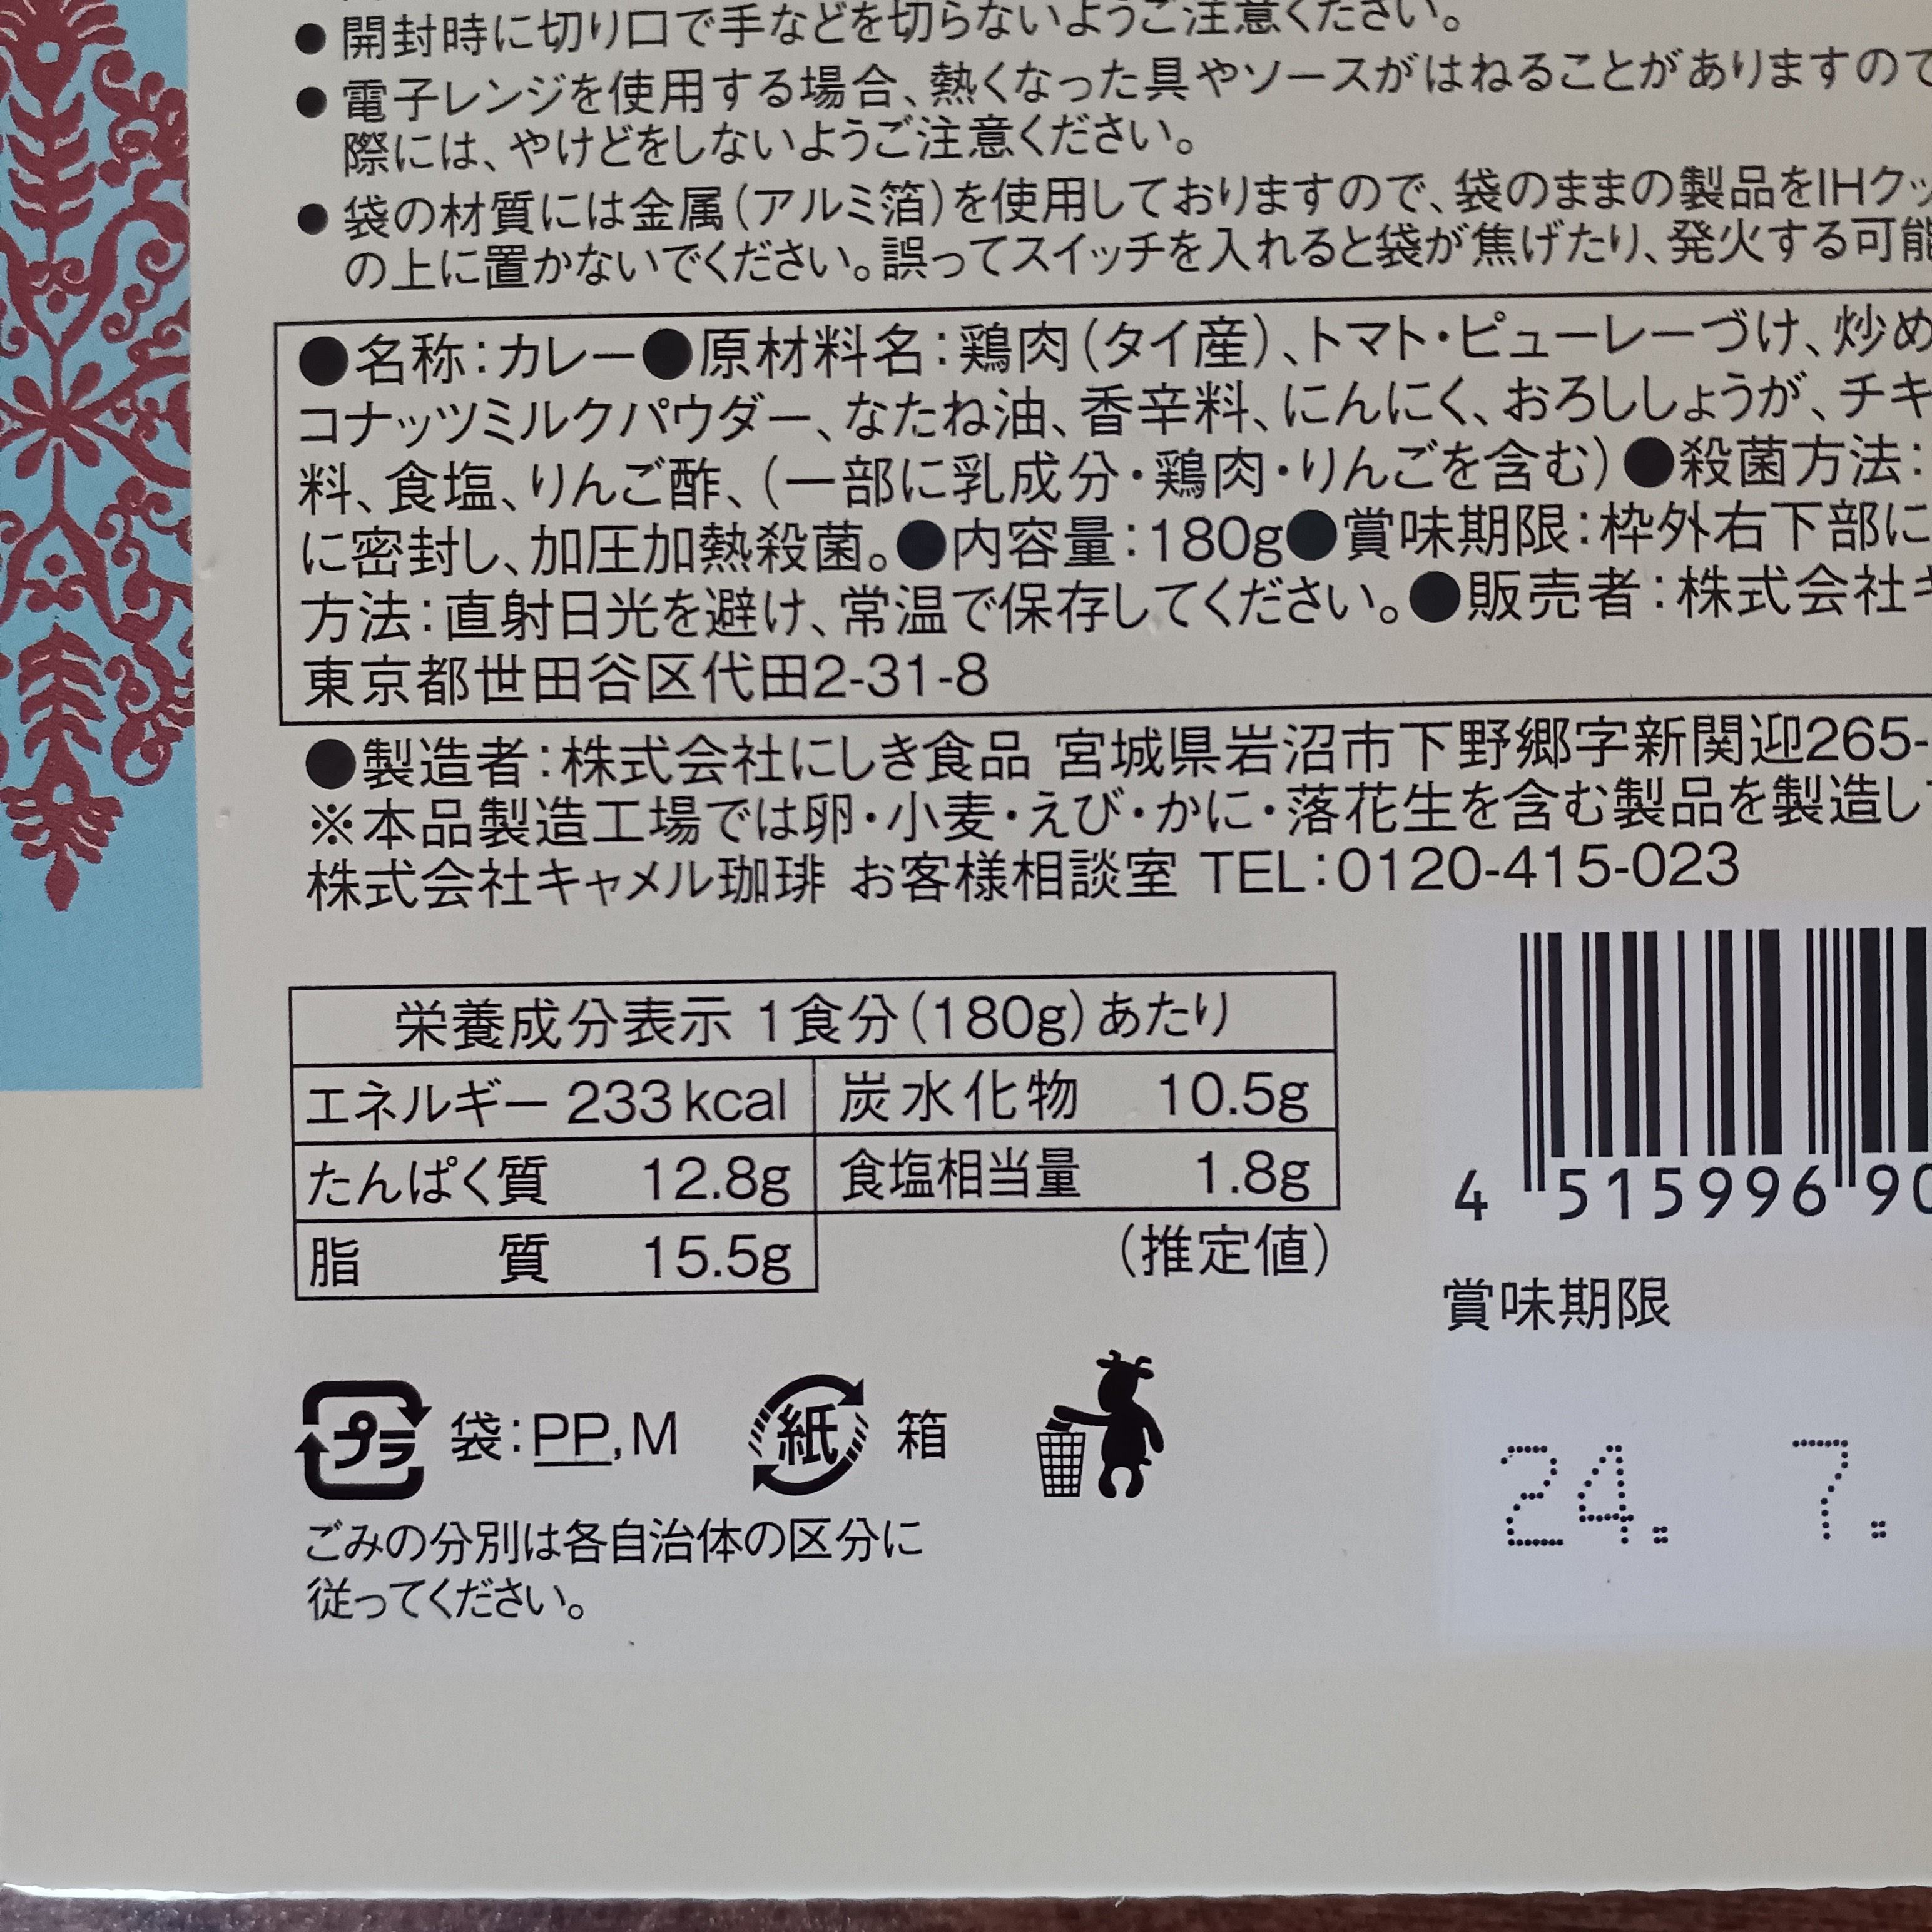 ●開封時に切り口で手などを切らないようご注意ください。
●電子レンジを使用する場合、熱くなった具やソースがはねることがありますので
際には、やけどをしないようご注意ください。
●袋の材質には金属(アルミ箔)を使用しておりますので、袋のままの製品をIHクッ
の上に置かないでください。誤ってスイッチを入れると袋が焦げたり、発火する可能
●名称:カレー●原材料名:鶏肉(タイ産)、トマト・ピューレーづけ、炒め
コナッツミルクパウダー、なたね油、香辛料、にんにく、おろししょうが、チキ
料、食塩、りんご酢、(一部に乳成分・鶏肉・りんごを含む)●殺菌方法:
に密封し、加圧加熱殺菌。●内容量:180g●賞味期限:枠外右下部に
方法:直射日光を避け、常温で保存してください。●販売者:株式会社キ
東京都世田谷区代田2-31-8
●製造者:株式会社にしき食品 宮城県岩沼市下野郷字新関迎265-
※本品製造工場では卵・小麦・えび・かに・落花生を含む製品を製造し
株式会社キャメル珈琲 お客様相談室 TEL:0120-415-023
栄養成分表示 1食分(180g)あたり
エネルギー 233kcal 炭水化物 10.5g
たんぱく質 12.8g 食塩相当量 1.8g
脂質 15.5g (推定値)
4 515996 90
賞味期限
24. 7.
プラ 袋:PP,M 紙 箱
ごみの分別は各自治体の区分に
従ってください。